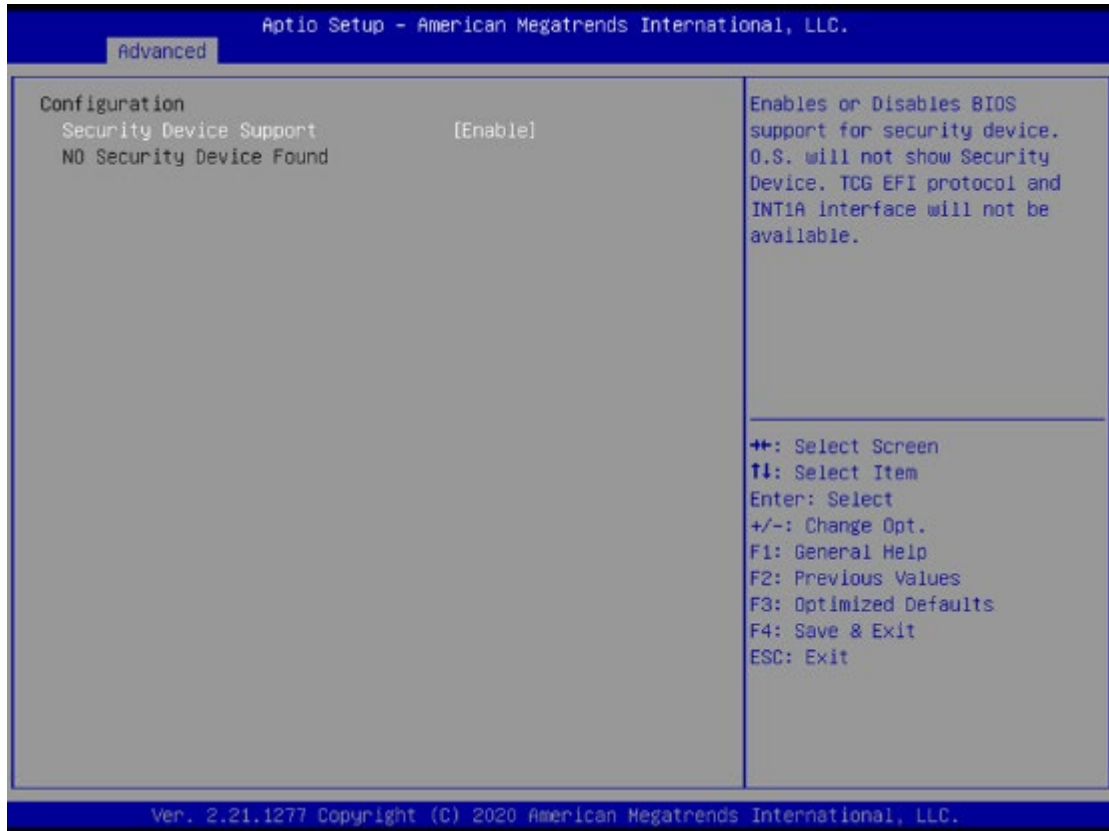 Aptio Setup - American Megatrends International, LLC.
Advanced
Configuration
Security Device Support [Enable]
NO Security Device Found
Enables or Disables BIOS
support for security device.
O.S. will not show Security
Device. TCG EFI protocol and
INT1A interface will not be
available.
→←: Select Screen
↑↓: Select Item
Enter: Select
+/-: Change Opt.
F1: General Help
F2: Previous Values
F3: Optimized Defaults
F4: Save & Exit
ESC: Exit
Ver. 2.21.1277 Copyright (C) 2020 American Megatrends International, LLC.